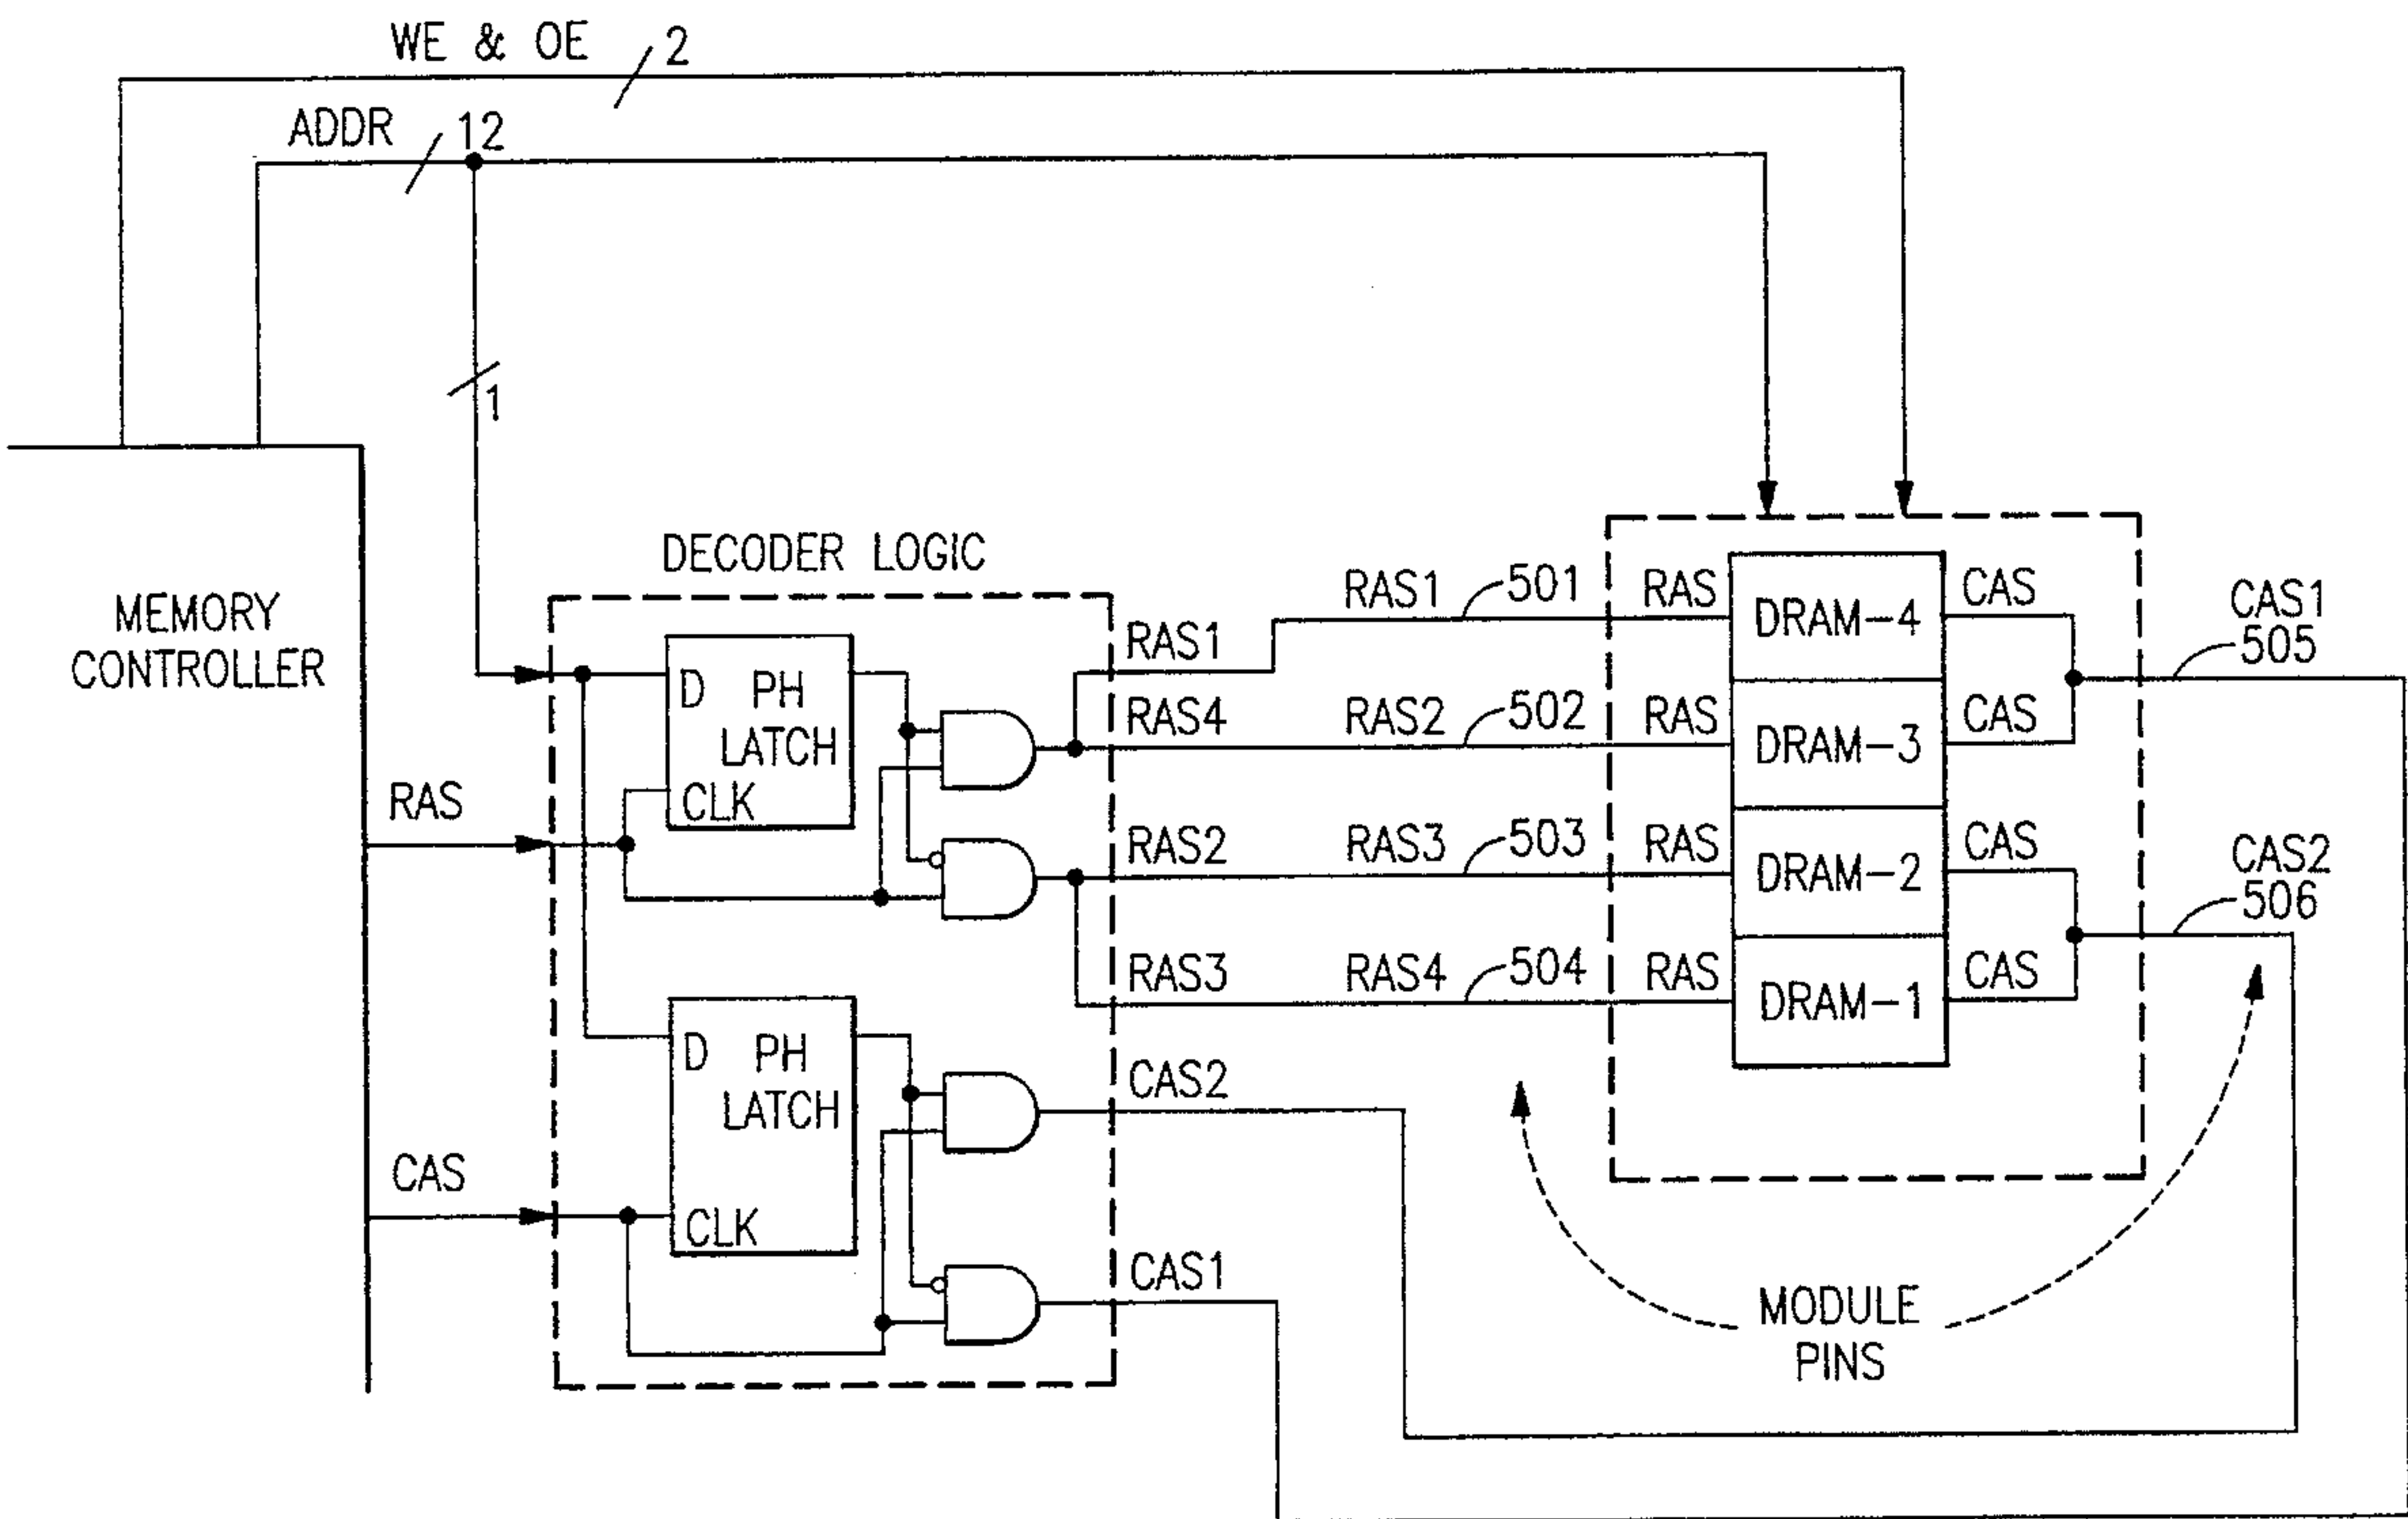 WE & OE 2
ADDR 12
1
MEMORY
CONTROLLER
RAS
CAS
DECODER LOGIC
D PH
LATCH
CLK
D PH
LATCH
CLK
RAS1
RAS4
RAS2
RAS3
CAS2
CAS1
RAS1 501
RAS2 502
RAS3 503
RAS4 504
RAS DRAM-4 CAS
RAS DRAM-3 CAS
RAS DRAM-2 CAS
RAS DRAM-1 CAS
CAS1
505
CAS2
506
MODULE
PINS